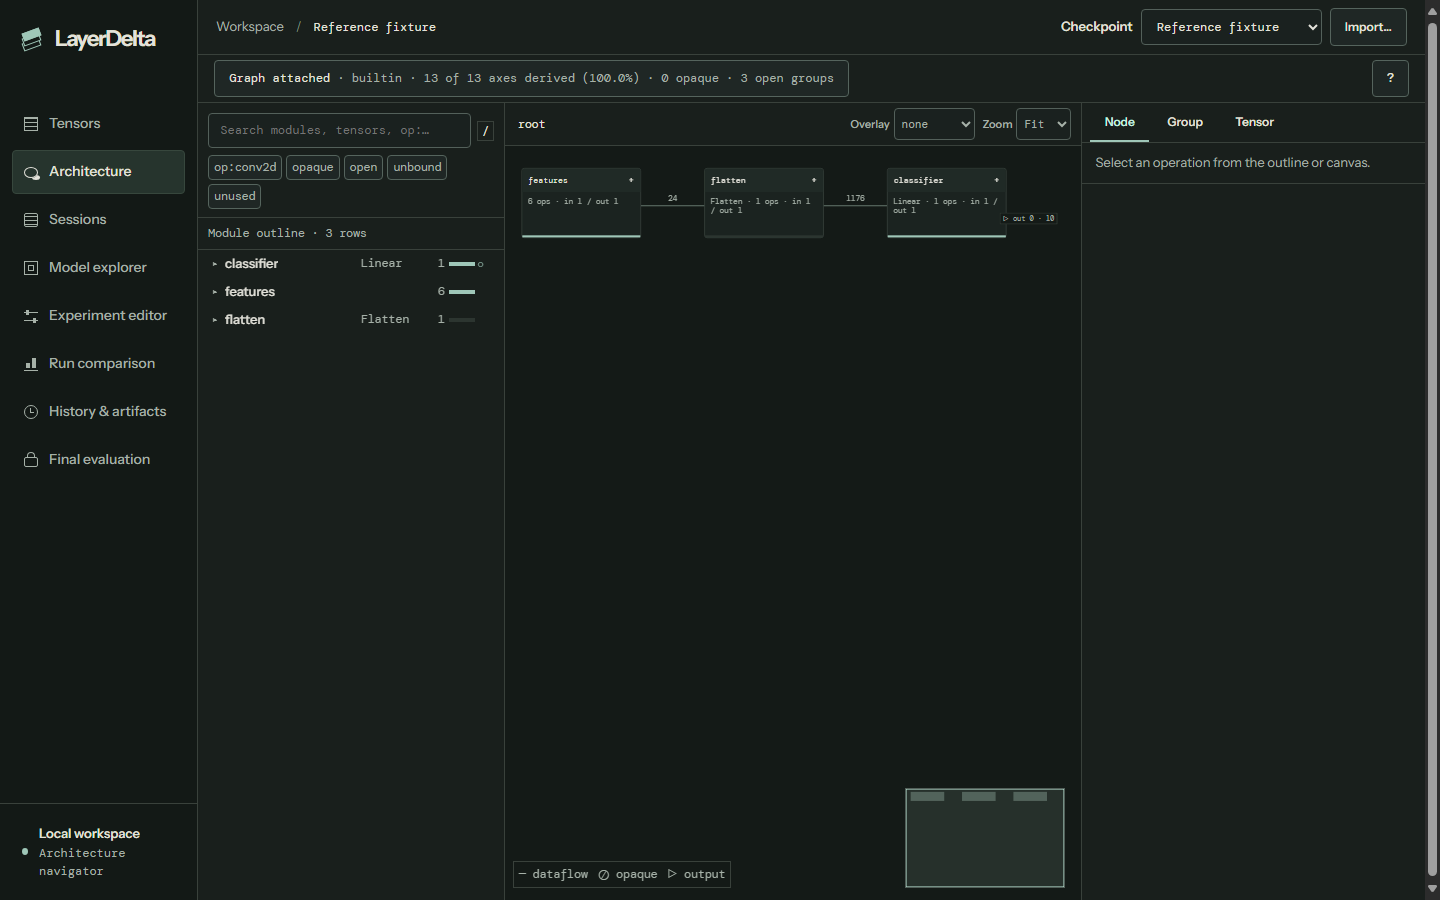 LayerDelta
Workspace / Reference fixture
Checkpoint Reference fixture Import…
Graph attached · builtin · 13 of 13 axes derived (100.0%) · 0 opaque · 3 open groups
?
Tensors
Architecture
Sessions
Model explorer
Experiment editor
Run comparison
History & artifacts
Final evaluation
Local workspace
Architecture
navigator
Search modules, tensors, op:… /
op:conv2d opaque open unbound
unused
Module outline · 3 rows
▸ classifier Linear 1
▸ features 6
▸ flatten Flatten 1
root
Overlay none Zoom Fit
features +
6 ops · in 1 / out 1
24
flatten +
Flatten · 1 ops · in 1
/ out 1
1176
classifier +
Linear · 1 ops · in 1 /
out 1
▷ out 0 · 10
— dataflow ⊘ opaque ▷ output
Node Group Tensor
Select an operation from the outline or canvas.